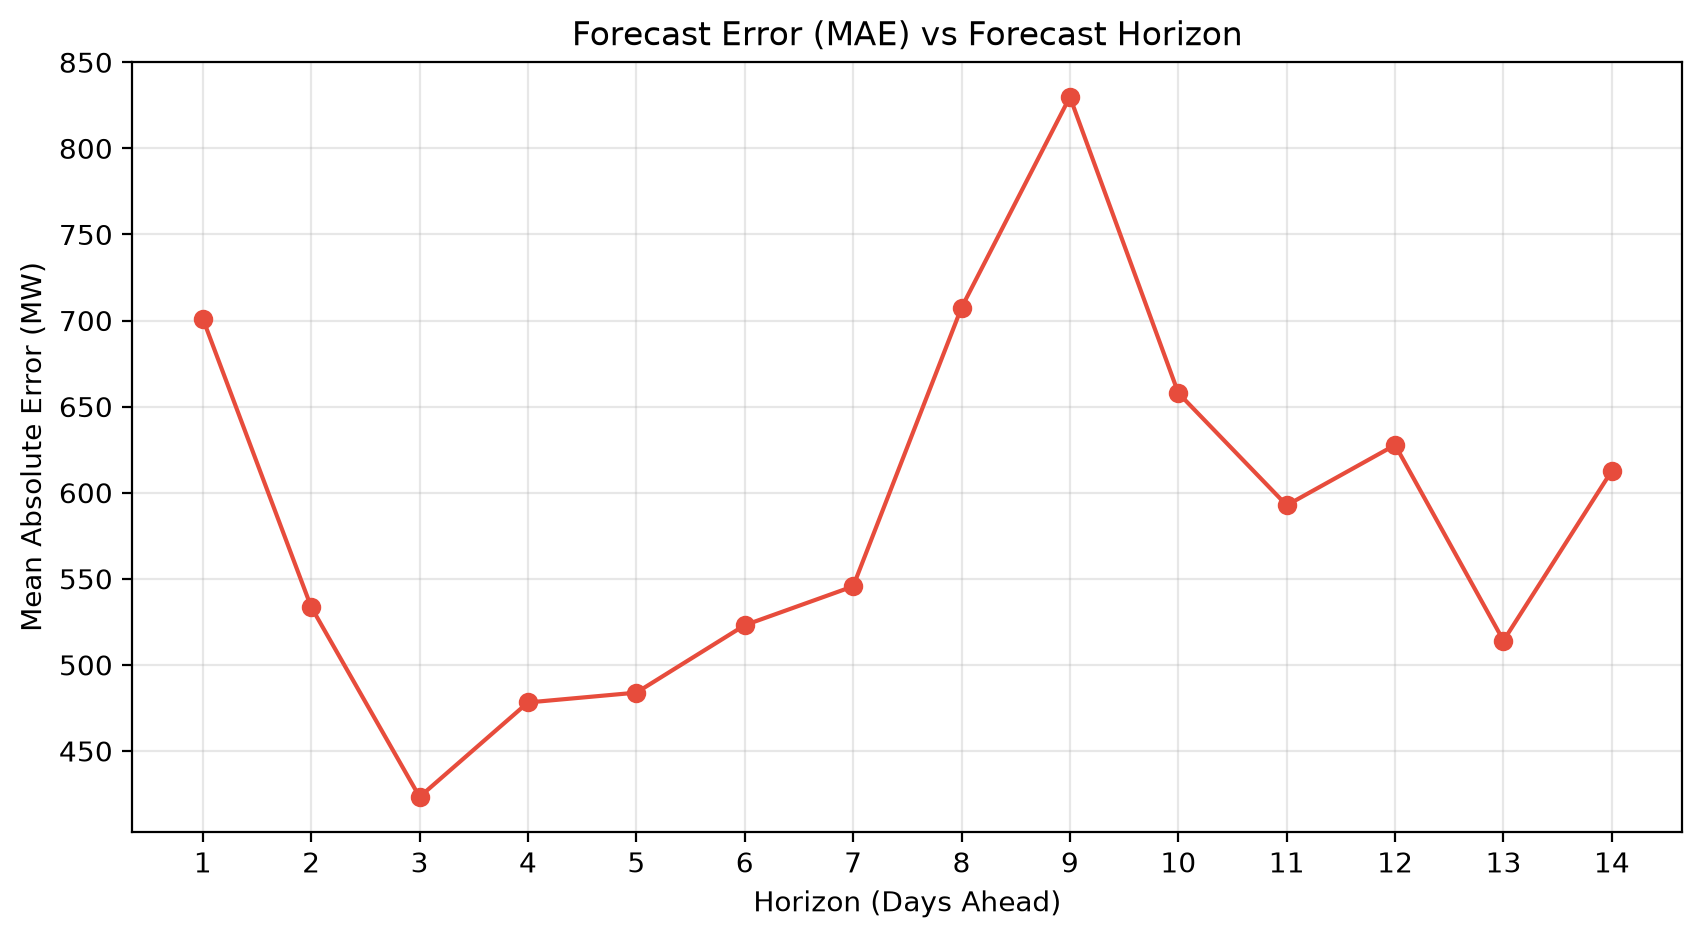 Forecast Error (MAE) vs Forecast Horizon
Mean Absolute Error (MW)
850
800
750
700
650
600
550
500
450
1 2 3 4 5 6 7 8 9 10 11 12 13 14
Horizon (Days Ahead)